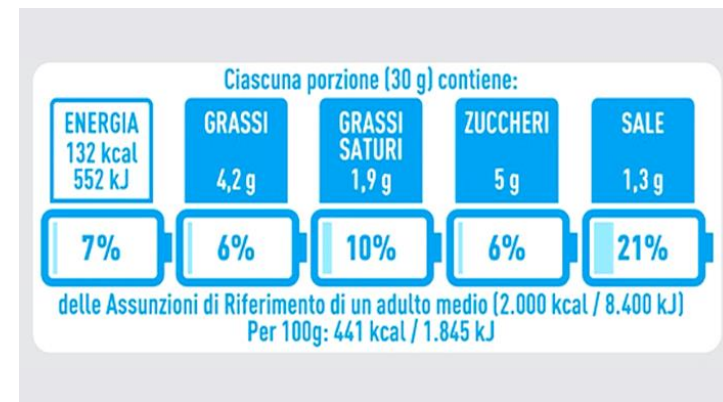 Ciascuna porzione (30 g) contiene:
ENERGIA
132 kcal
552 kJ
7%
GRASSI
4,2 g
6%
GRASSI
SATURI
1,9 g
10%
ZUCCHERI
5 g
6%
SALE
1,3 g
21%
delle Assunzioni di Riferimento di un adulto medio (2.000 kcal / 8.400 kJ)
Per 100g: 441 kcal / 1.845 kJ